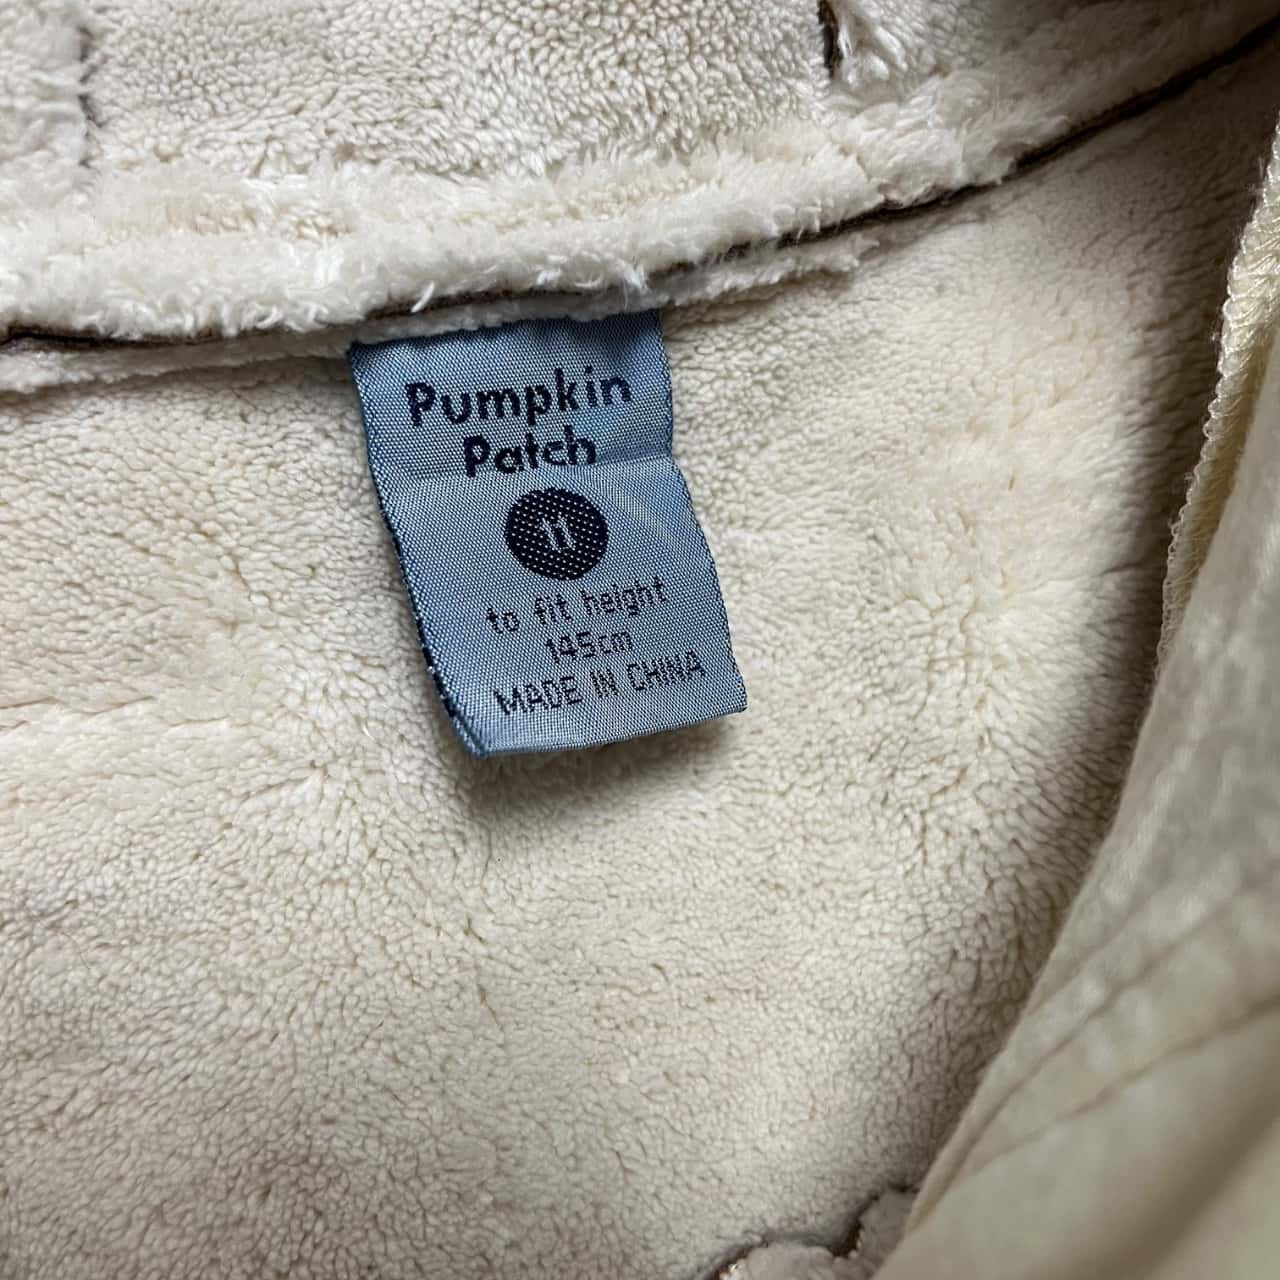 Pumpkin
Patch
11
to fit height
145cm
MADE IN CHINA